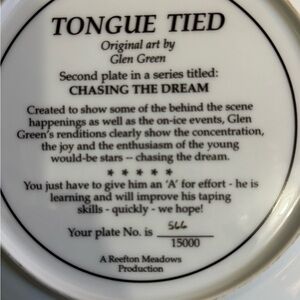 TONGUE TIED
Original art by
Glen Green
Second plate in a series titled:
CHASING THE DREAM
Created to show some of the behind the scene
happenings as well as the on-ice events, Glen
Green's renditions clearly show the concentration,
the joy and the enthusiasm of the young
would-be stars -- chasing the dream.
* * * * *
You just have to give him an 'A' for effort - he is
learning and will improve his taping
skills - quickly - we hope!
Your plate No. is 566
15000
A Reefton Meadows
Production